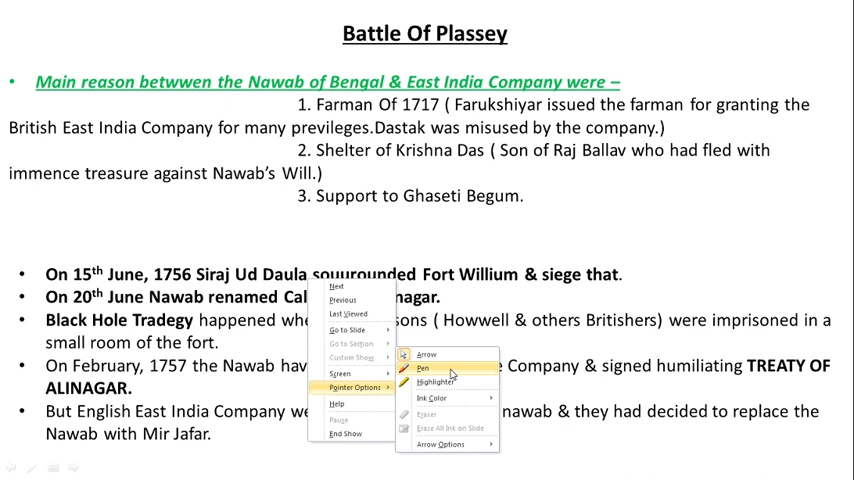 Battle Of Plassey
• Main reason betwwen the Nawab of Bengal & East India Company were –
1. Farman Of 1717 ( Farukshiyar issued the farman for granting the
British East India Company for many previleges.Dastak was misused by the company.)
2. Shelter of Krishna Das ( Son of Raj Ballav who had fled with
immence treasure against Nawab’s Will.)
3. Support to Ghaseti Begum.
• On 15th June, 1756 Siraj Ud Daula souurounded Fort Willium & siege that.
• On 20th June Nawab renamed Cal nagar.
• Black Hole Tradegy happened whe sons ( Howwell & others Britishers) were imprisoned in a
small room of the fort.
• On February, 1757 the Nawab hav Company & signed humiliating TREATY OF
ALINAGAR.
• But English East India Company we nawab & they had decided to replace the
Nawab with Mir Jafar.
Next
Previous
Last Viewed
Go to Slide
Go to Section
Custom Show
Screen
Pointer Options
Help
Pause
End Show
Arrow
Pen
Highlighter
Ink Color
Eraser
Erase All Ink on Slide
Arrow Options